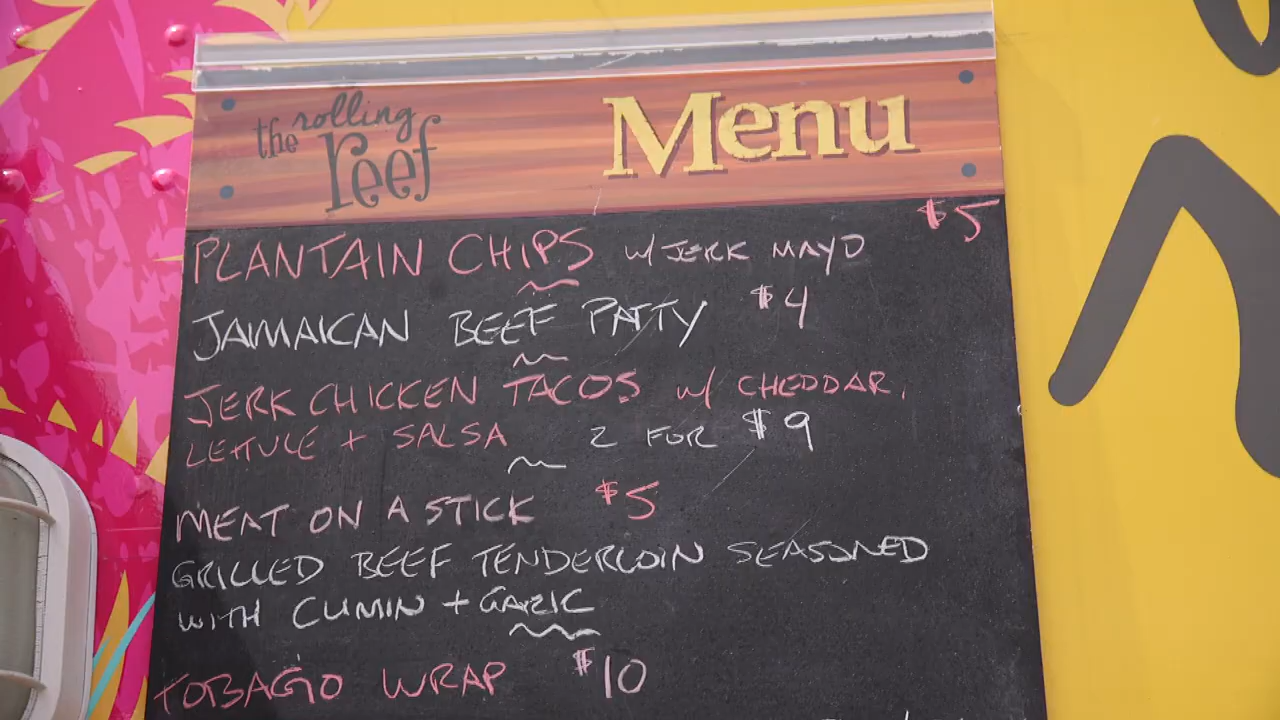 the rolling reef
Menu
PLANTAIN CHIPS w/ JERK MAYO $5
JAMAICAN BEEF PATTY $4
JERK CHICKEN TACOS w/ CHEDDAR,
LETTUCE + SALSA 2 FOR $9
MEAT ON A STICK $5
GRILLED BEEF TENDERLOIN SEASONED
WITH CUMIN + GARLIC
TOBAGO WRAP $10